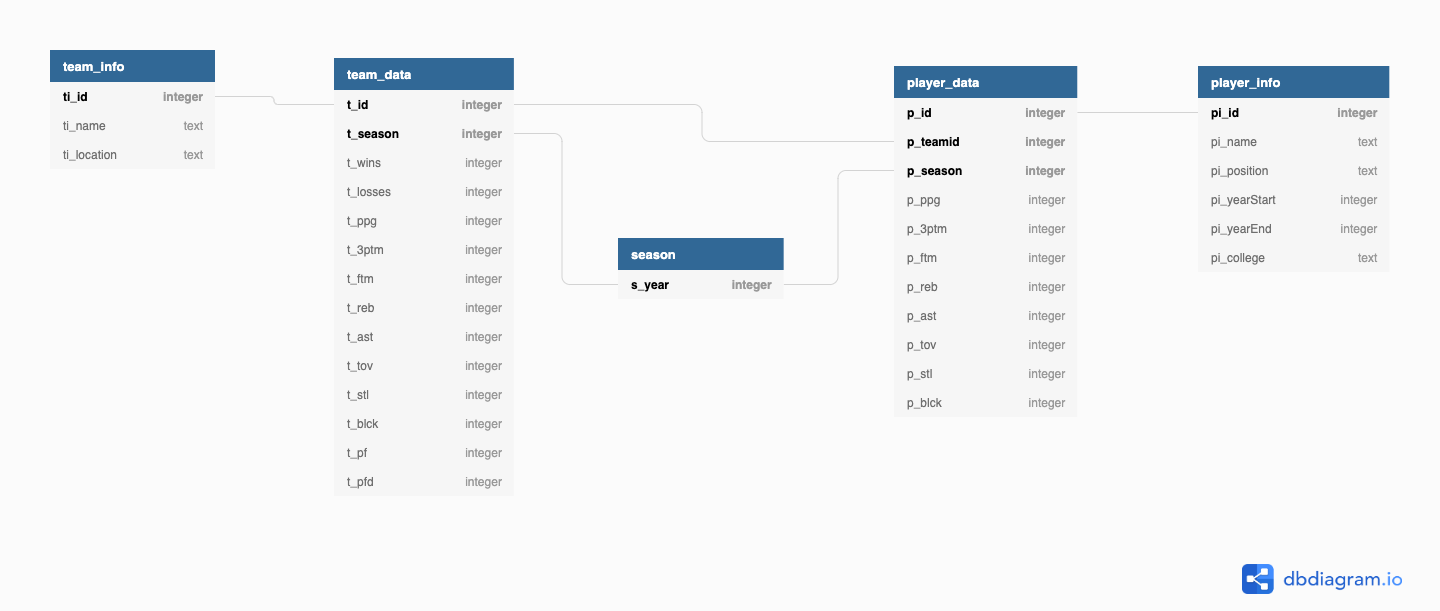 team_info
ti_id integer
ti_name text
ti_location text
team_data
t_id integer
t_season integer
t_wins integer
t_losses integer
t_ppg integer
t_3ptm integer
t_ftm integer
t_reb integer
t_ast integer
t_tov integer
t_stl integer
t_blck integer
t_pf integer
t_pfd integer
season
s_year integer
player_data
p_id integer
p_teamid integer
p_season integer
p_ppg integer
p_3ptm integer
p_ftm integer
p_reb integer
p_ast integer
p_tov integer
p_stl integer
p_blck integer
player_info
pi_id integer
pi_name text
pi_position text
pi_yearStart integer
pi_yearEnd integer
pi_college text
dbdiagram.io